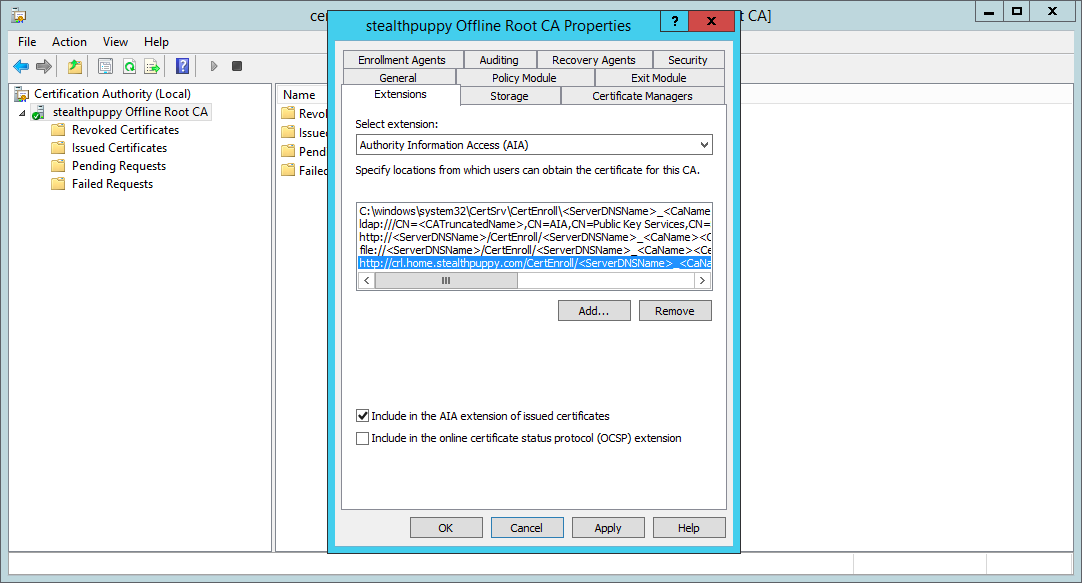 cer
stealthpuppy Offline Root CA Properties
t CA]
File Action View Help
Certification Authority (Local)
stealthpuppy Offline Root CA
Revoked Certificates
Issued Certificates
Pending Requests
Failed Requests
Name
Revol
Issued
Pend
Failed
Enrollment Agents Auditing Recovery Agents Security
General Policy Module Exit Module
Extensions Storage Certificate Managers
Select extension:
Authority Information Access (AIA)
Specify locations from which users can obtain the certificate for this CA.
C:\windows\system32\CertSrv\CertEnroll\<ServerDNSName>_<CaName
ldap:///CN=<CATruncatedName>,CN=AIA,CN=Public Key Services,CN=
http://<ServerDNSName>/CertEnroll/<ServerDNSName>_<CaName><C
file://<ServerDNSName>/CertEnroll/<ServerDNSName>_<CaName><Ce
http://crl.home.stealthpuppy.com/CertEnroll/<ServerDNSName>_<CaNa
Add... Remove
Include in the AIA extension of issued certificates
Include in the online certificate status protocol (OCSP) extension
OK Cancel Apply Help